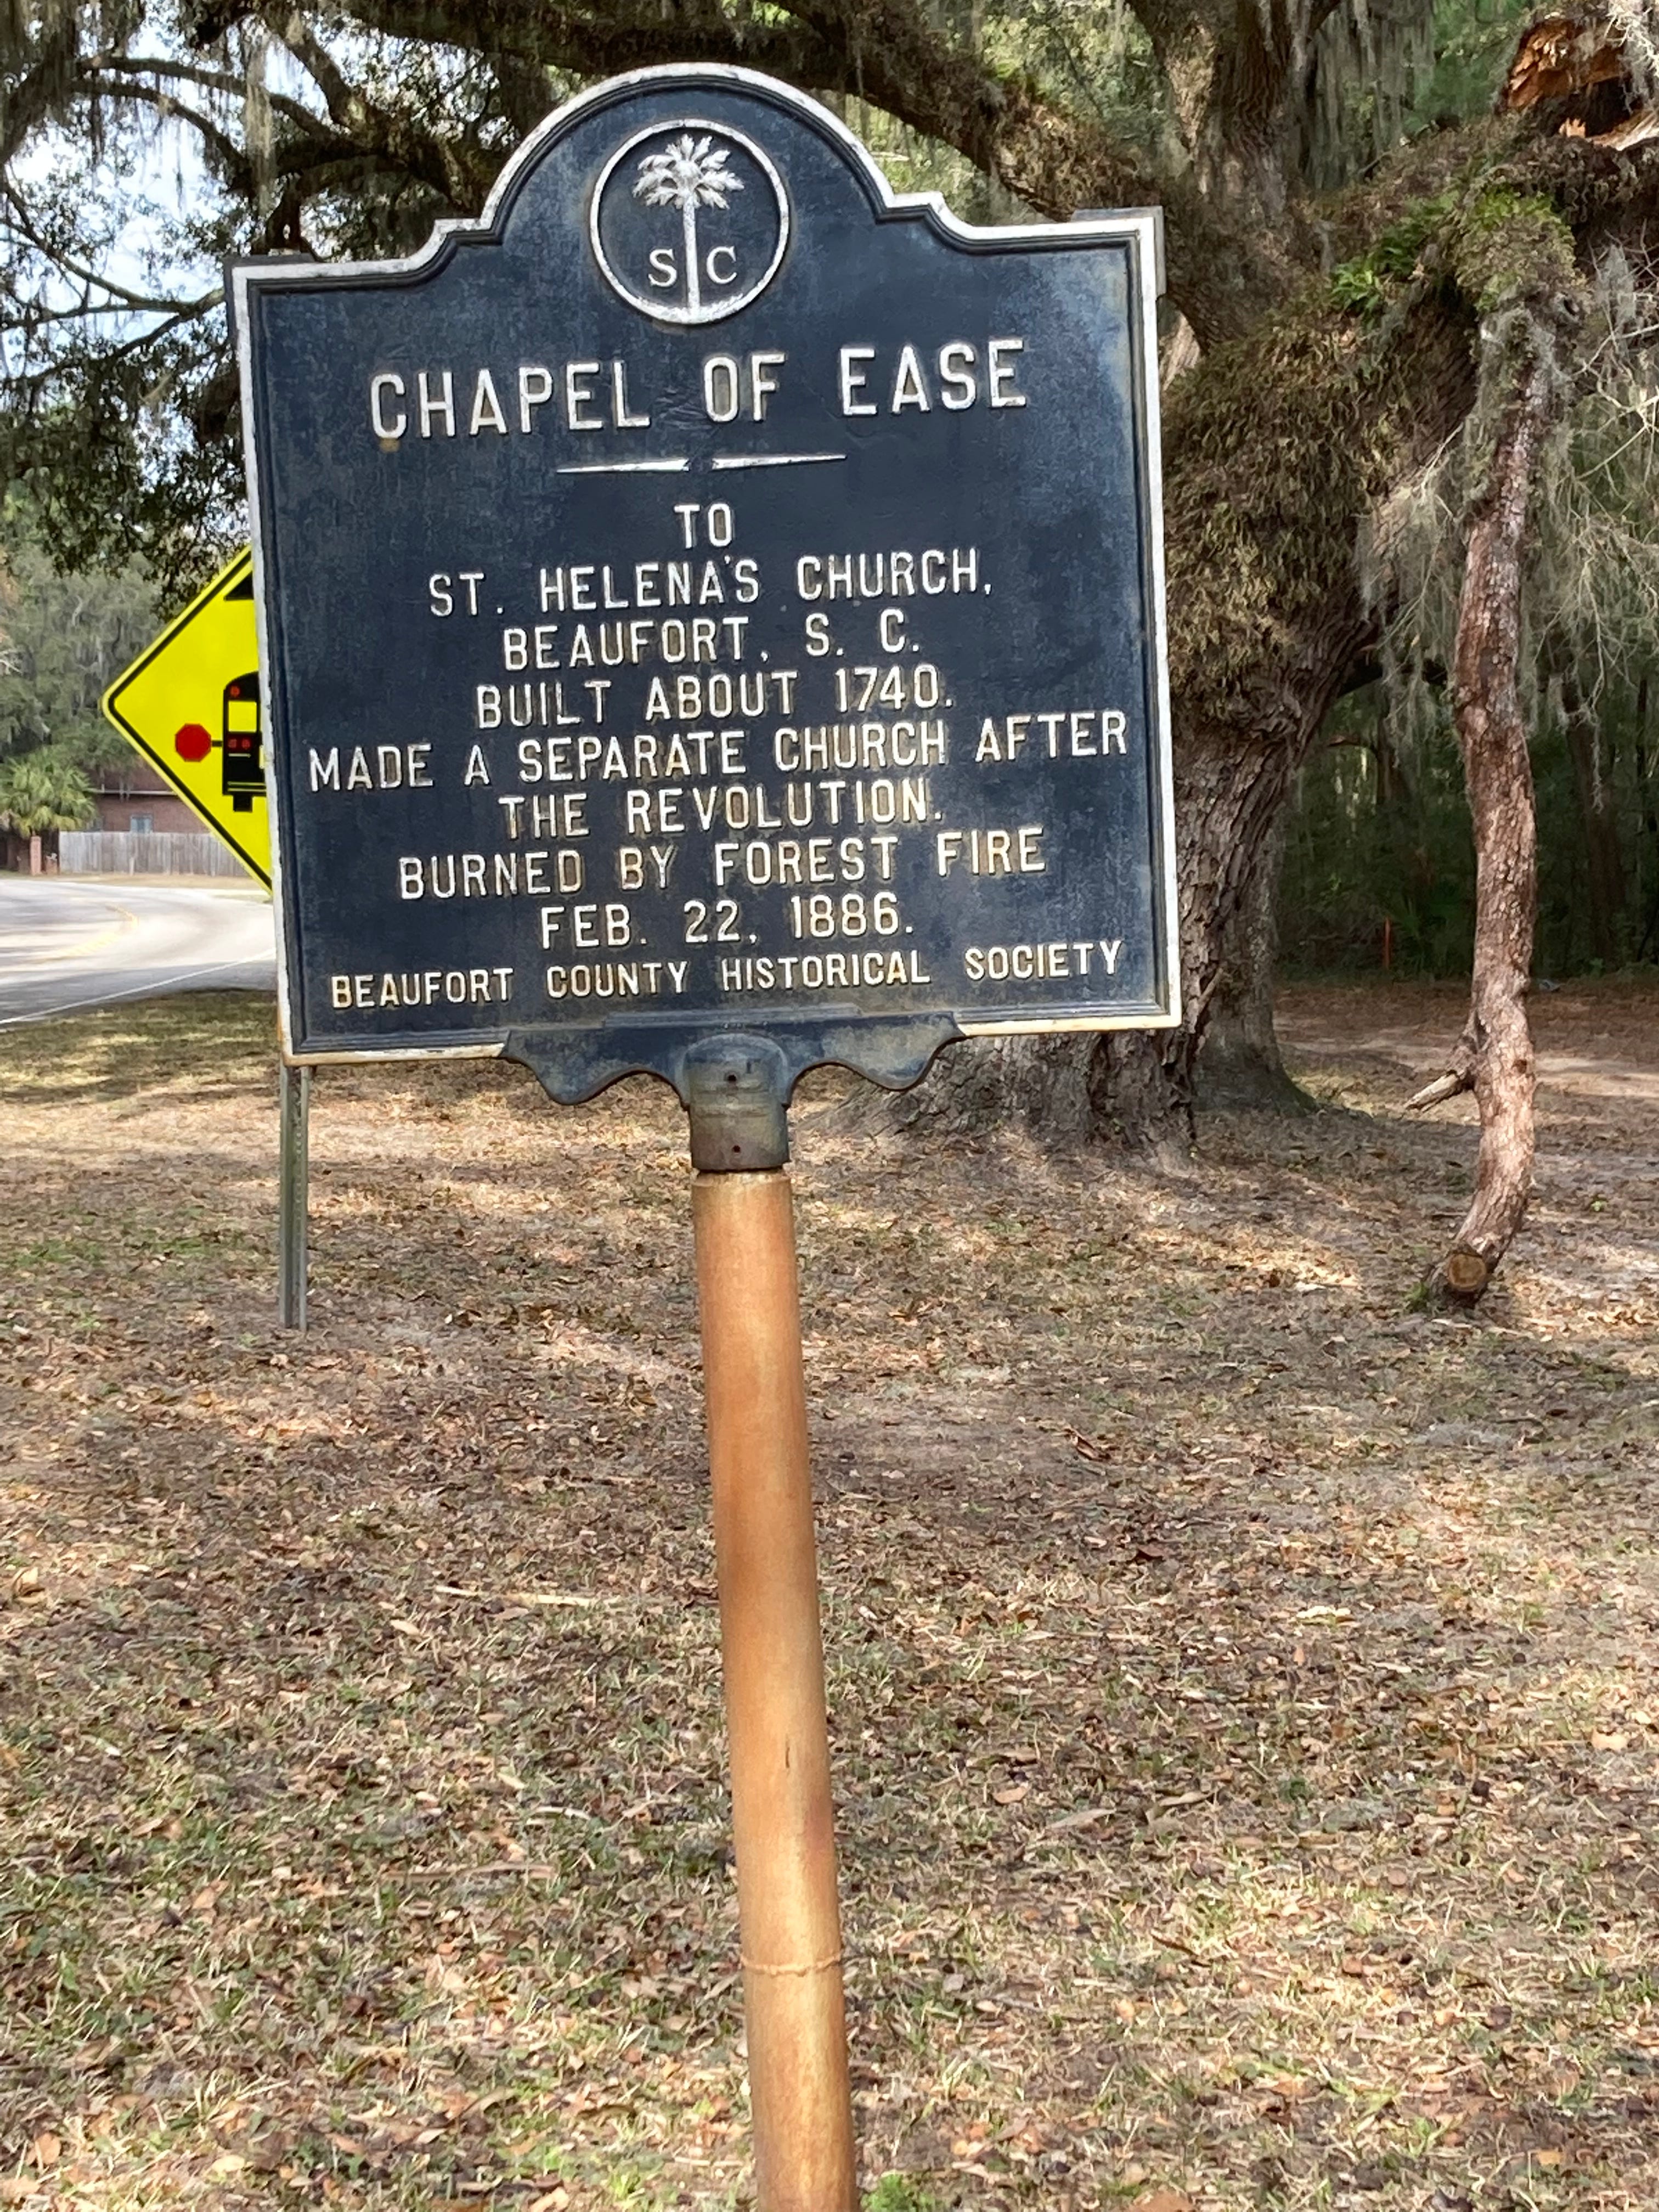 S C
CHAPEL OF EASE
TO
ST. HELENA'S CHURCH,
BEAUFORT, S. C.
BUILT ABOUT 1740.
MADE A SEPARATE CHURCH AFTER
THE REVOLUTION.
BURNED BY FOREST FIRE
FEB. 22, 1886.
BEAUFORT COUNTY HISTORICAL SOCIETY